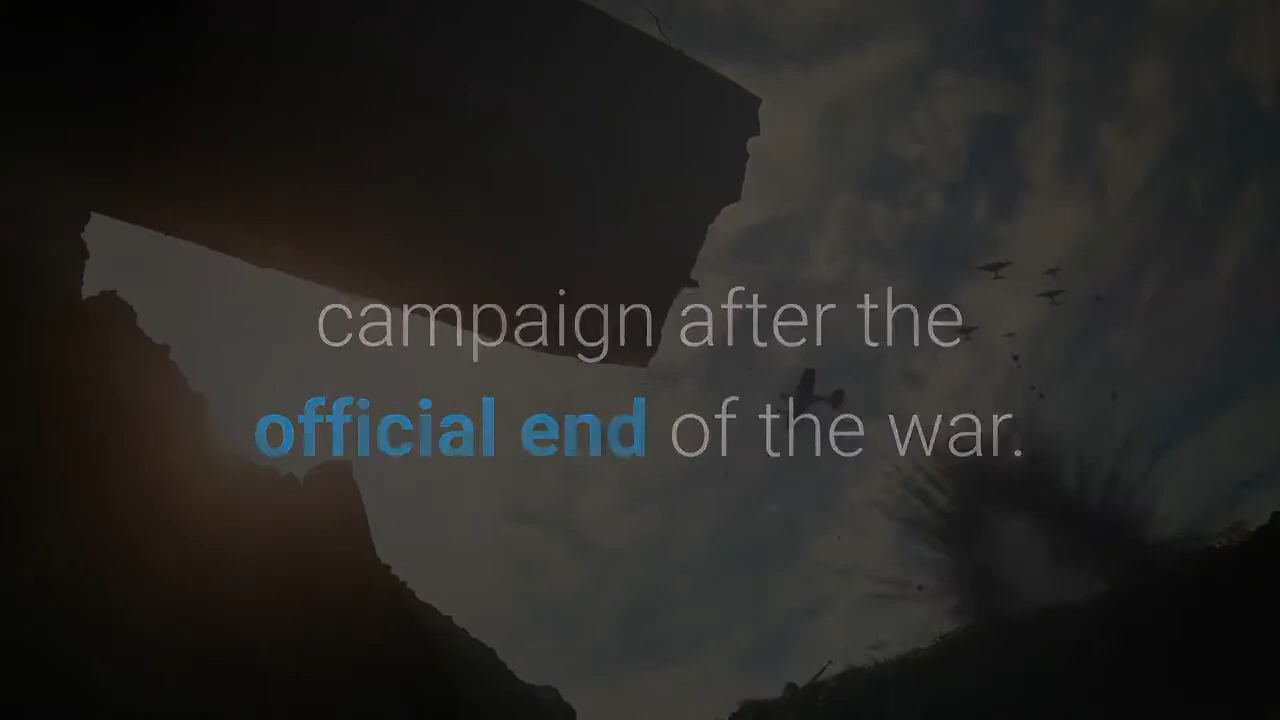 campaign after the
official end of the war.